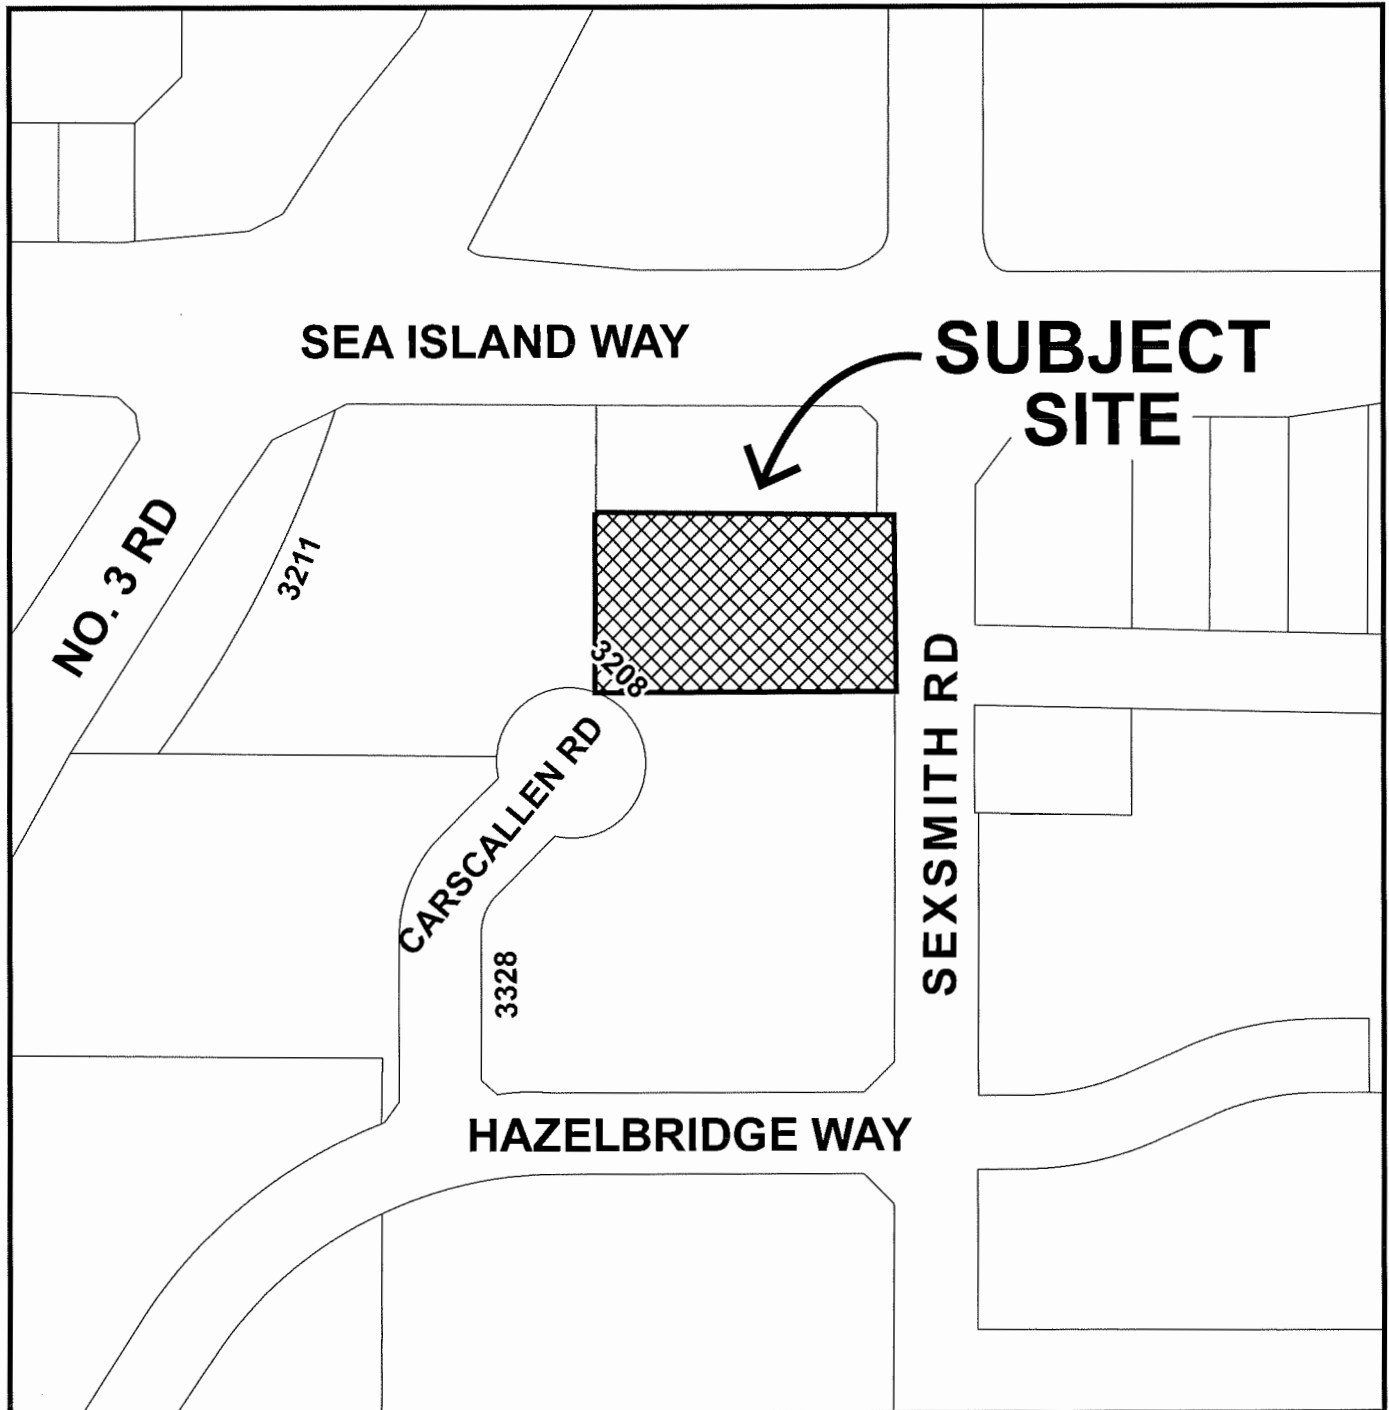 SEA ISLAND WAY
SUBJECT
SITE
NO. 3 RD
3211
3208
CARSCALLEN RD
SEXSMITH RD
3328
HAZELBRIDGE WAY